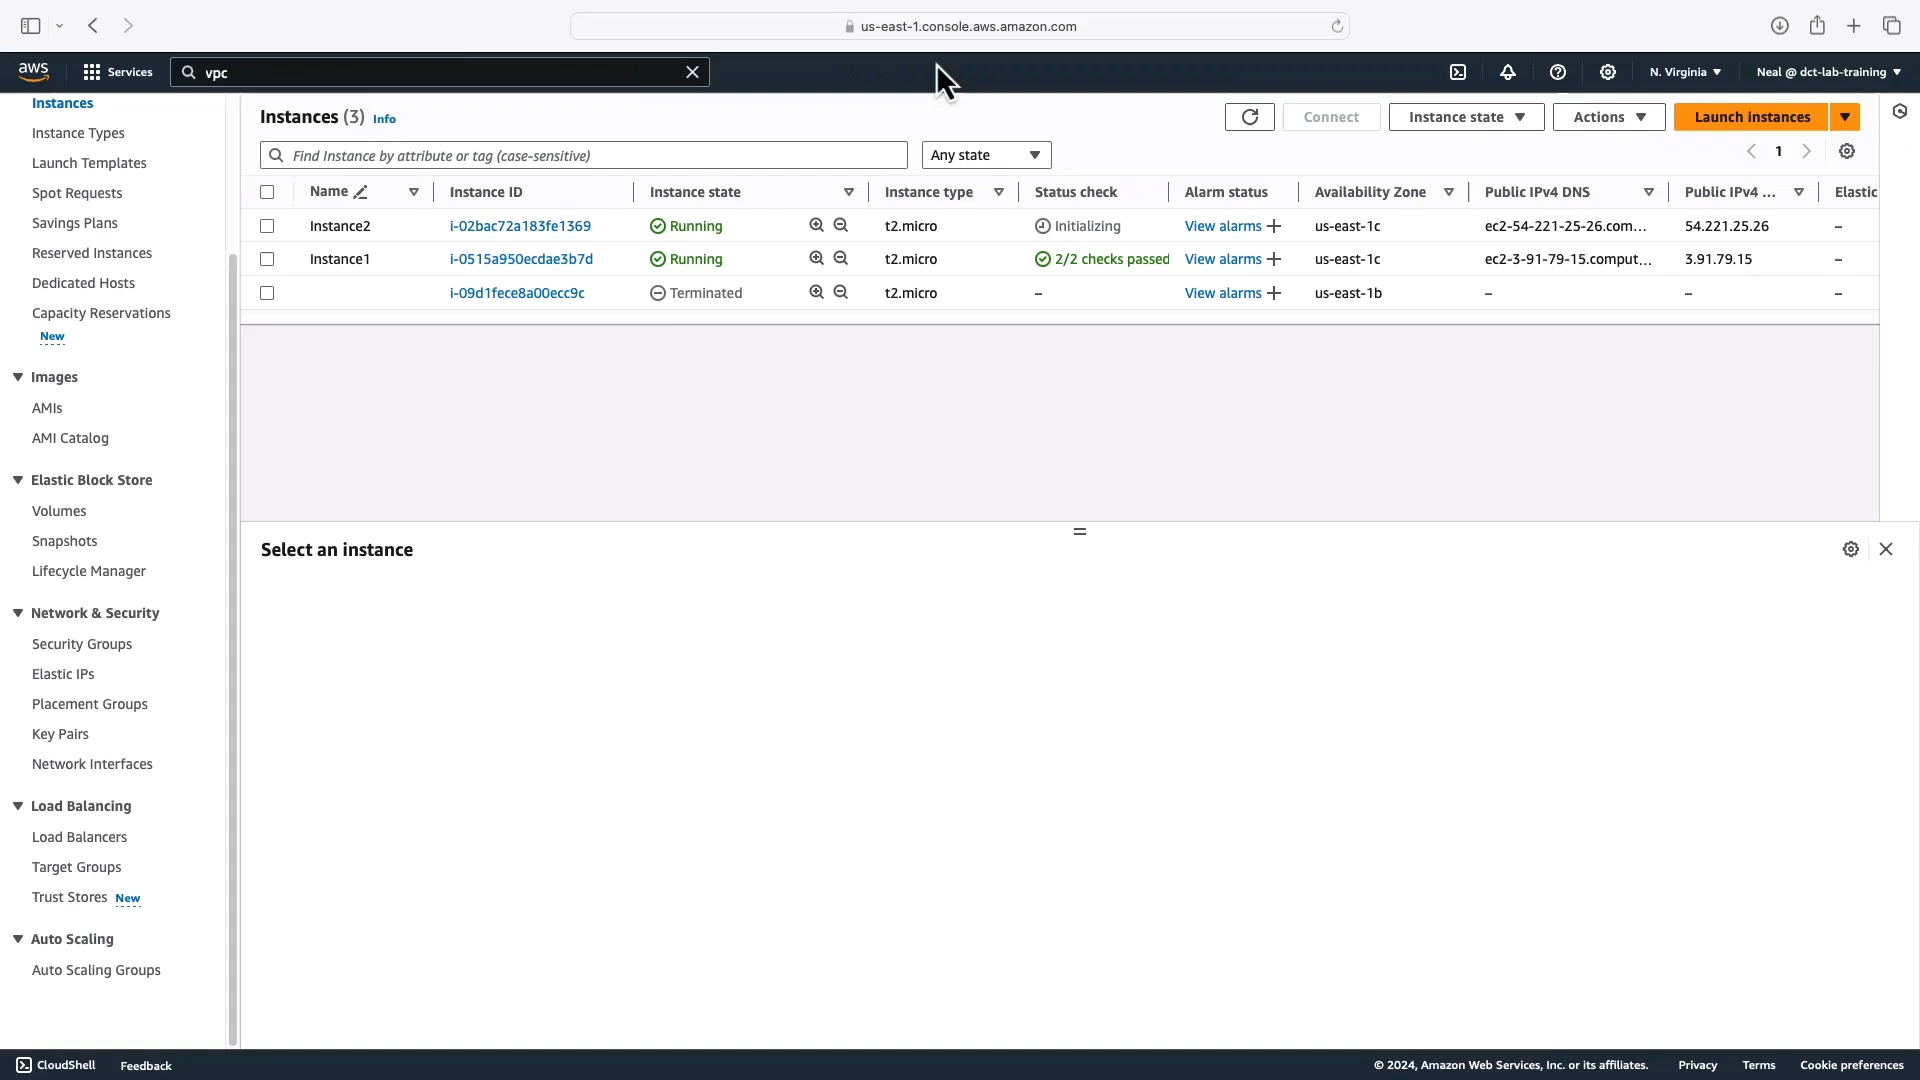 us-east-1.console.aws.amazon.com
aws Services vpc N. Virginia ▼ Neal @ dct-lab-training ▼
Instances
Instance Types
Launch Templates
Spot Requests
Savings Plans
Reserved Instances
Dedicated Hosts
Capacity Reservations
New
Images
AMIs
AMI Catalog
Elastic Block Store
Volumes
Snapshots
Lifecycle Manager
Network & Security
Security Groups
Elastic IPs
Placement Groups
Key Pairs
Network Interfaces
Load Balancing
Load Balancers
Target Groups
Trust Stores New
Auto Scaling
Auto Scaling Groups
Instances (3) Info Connect Instance state ▼ Actions ▼ Launch instances ▼
Find Instance by attribute or tag (case-sensitive) Any state ▼ 1
Name Instance ID Instance state Instance type Status check Alarm status Availability Zone Public IPv4 DNS Public IPv4 ... Elastic
Instance2 i-02bac72a183fe1369 Running t2.micro Initializing View alarms + us-east-1c ec2-54-221-25-26.com... 54.221.25.26 –
Instance1 i-0515a950ecdae3b7d Running t2.micro 2/2 checks passed View alarms + us-east-1c ec2-3-91-79-15.comput... 3.91.79.15 –
i-09d1fece8a00ecc9c Terminated t2.micro – View alarms + us-east-1b – – –
Select an instance
CloudShell Feedback © 2024, Amazon Web Services, Inc. or its affiliates. Privacy Terms Cookie preferences